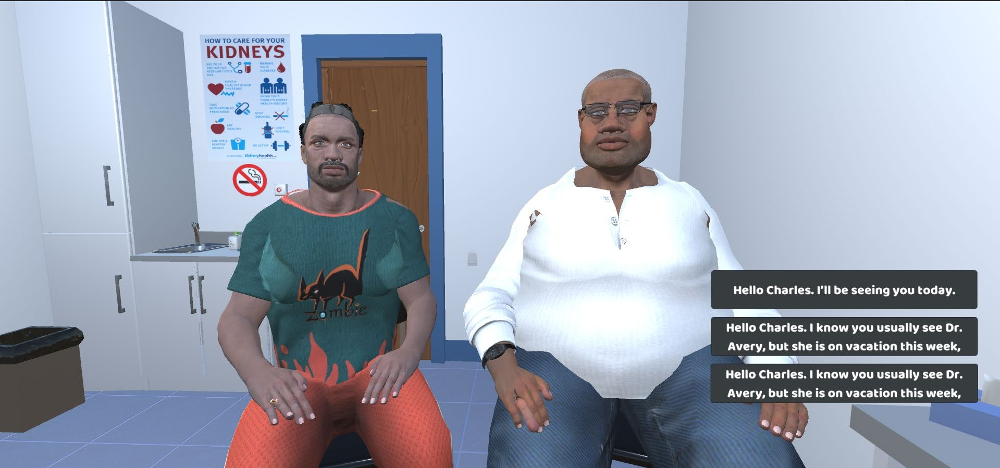 HOW TO CARE FOR YOUR
KIDNEYS
SEE YOUR
DOCTOR FOR
REGULAR CHECK
UPS
MANAGE
YOUR
DIABETES
HAVE A
HEALTHY BLOOD
PRESSURE
KNOW YOUR
FAMILY'S KIDNEY
HEALTH HISTORY
TAKE
MEDICATION AS
PRESCRIBED
STOP
SMOKING
EAT
HEALTHY
LIMIT
ALCOHOL
AIM FOR A
HEALTHY
WEIGHT
BE ACTIVE
LEARN MORE: kidneyhealth
zombie
Hello Charles. I'll be seeing you today.
Hello Charles. I know you usually see Dr.
Avery, but she is on vacation this week,
Hello Charles. I know you usually see Dr.
Avery, but she is on vacation this week,